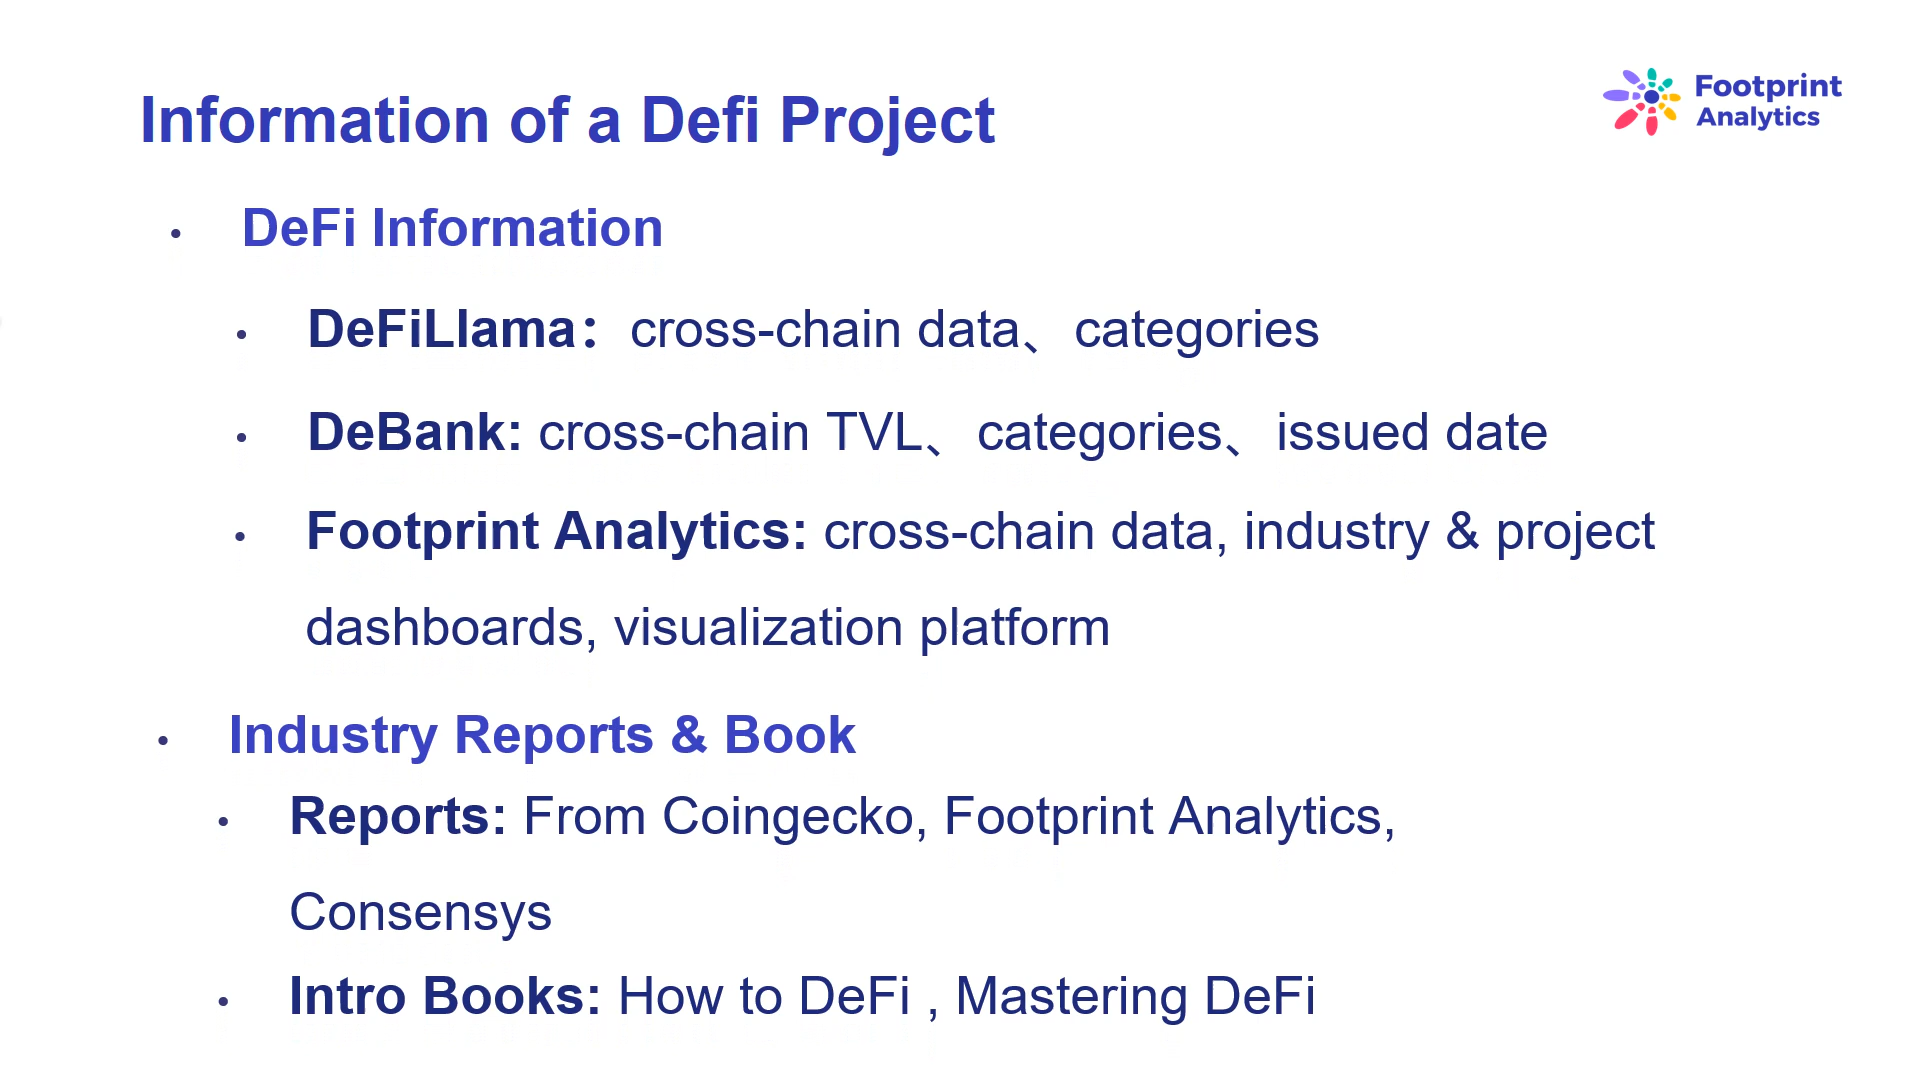 Information of a Defi Project
Footprint
Analytics
• DeFi Information
• DeFiLlama：cross-chain data、categories
• DeBank: cross-chain TVL、categories、issued date
• Footprint Analytics: cross-chain data, industry & project
dashboards, visualization platform
• Industry Reports & Book
• Reports: From Coingecko, Footprint Analytics,
Consensys
• Intro Books: How to DeFi , Mastering DeFi